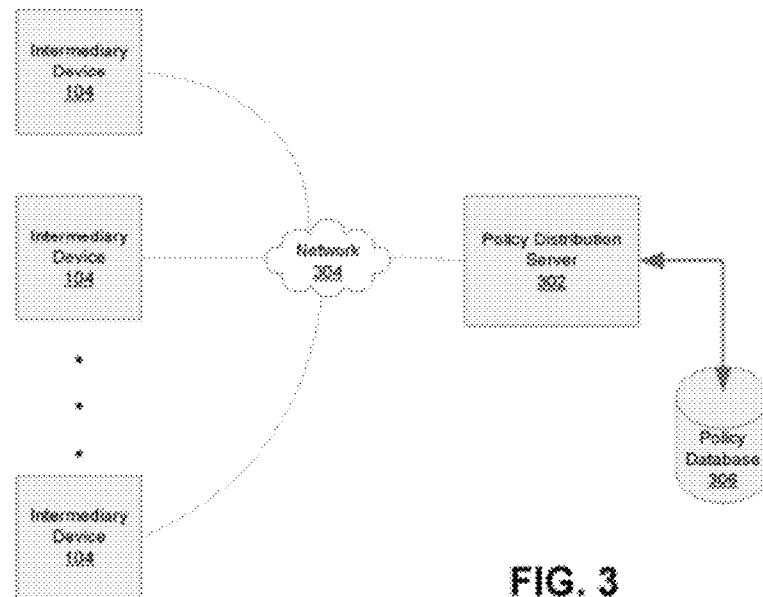 Intermediary
Device
104
Intermediary
Device
104
Intermediary
Device
104
Network
304
Policy Distribution
Server
302
Policy
Database
FIG. 3